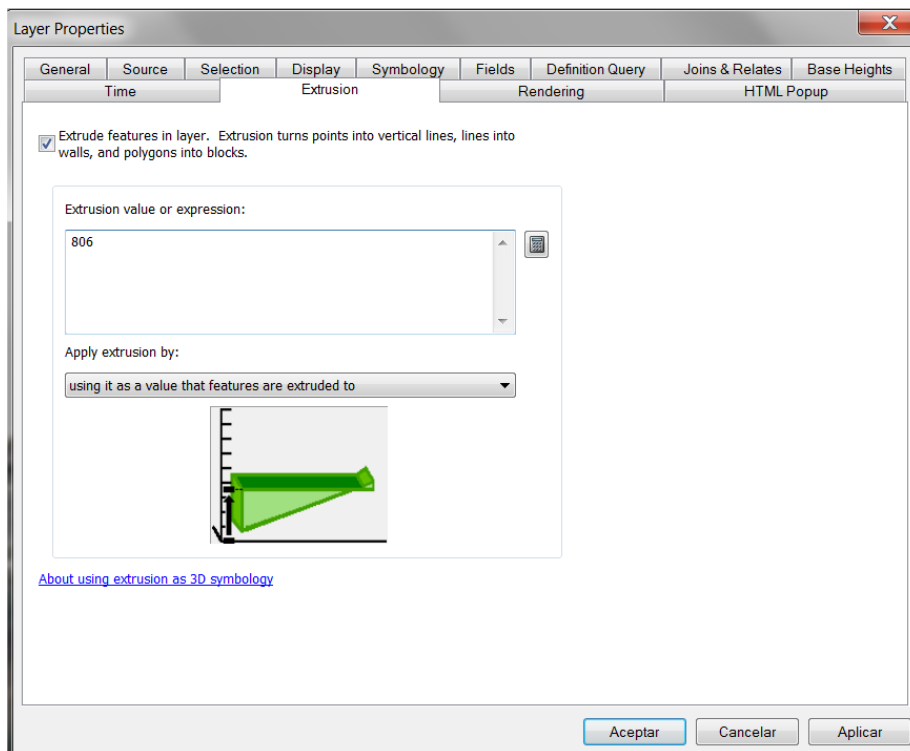 Layer Properties
General Source Selection Display Symbology Fields Definition Query Joins & Relates Base Heights
Time Extrusion Rendering HTML Popup
Extrude features in layer. Extrusion turns points into vertical lines, lines into
walls, and polygons into blocks.
Extrusion value or expression:
806
Apply extrusion by:
using it as a value that features are extruded to
About using extrusion as 3D symbology
Aceptar Cancelar Aplicar